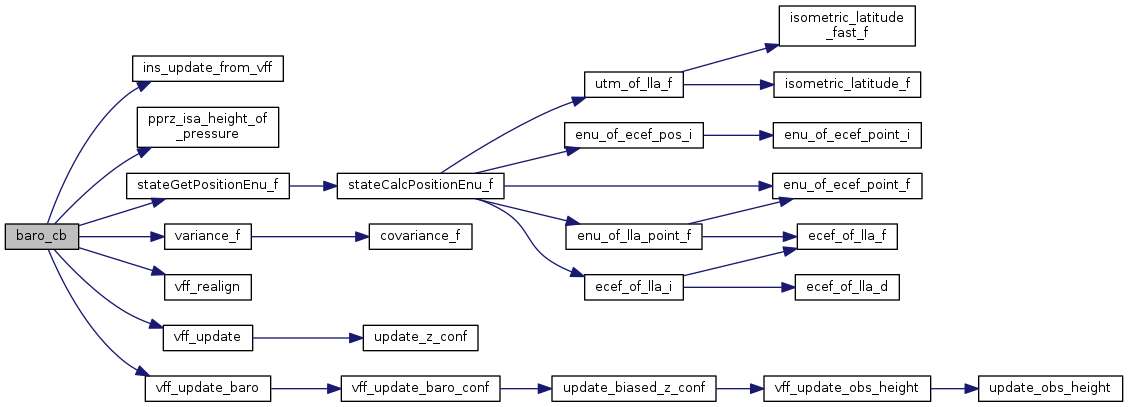 isometric_latitude
_fast_f
ins_update_from_vff
utm_of_lla_f
isometric_latitude_f
pprz_isa_height_of
_pressure
enu_of_ecef_pos_i
enu_of_ecef_point_i
stateGetPositionEnu_f
stateCalcPositionEnu_f
enu_of_ecef_point_f
baro_cb
variance_f
covariance_f
enu_of_lla_point_f
ecef_of_lla_f
vff_realign
ecef_of_lla_i
ecef_of_lla_d
vff_update
update_z_conf
vff_update_baro
vff_update_baro_conf
update_biased_z_conf
vff_update_obs_height
update_obs_height